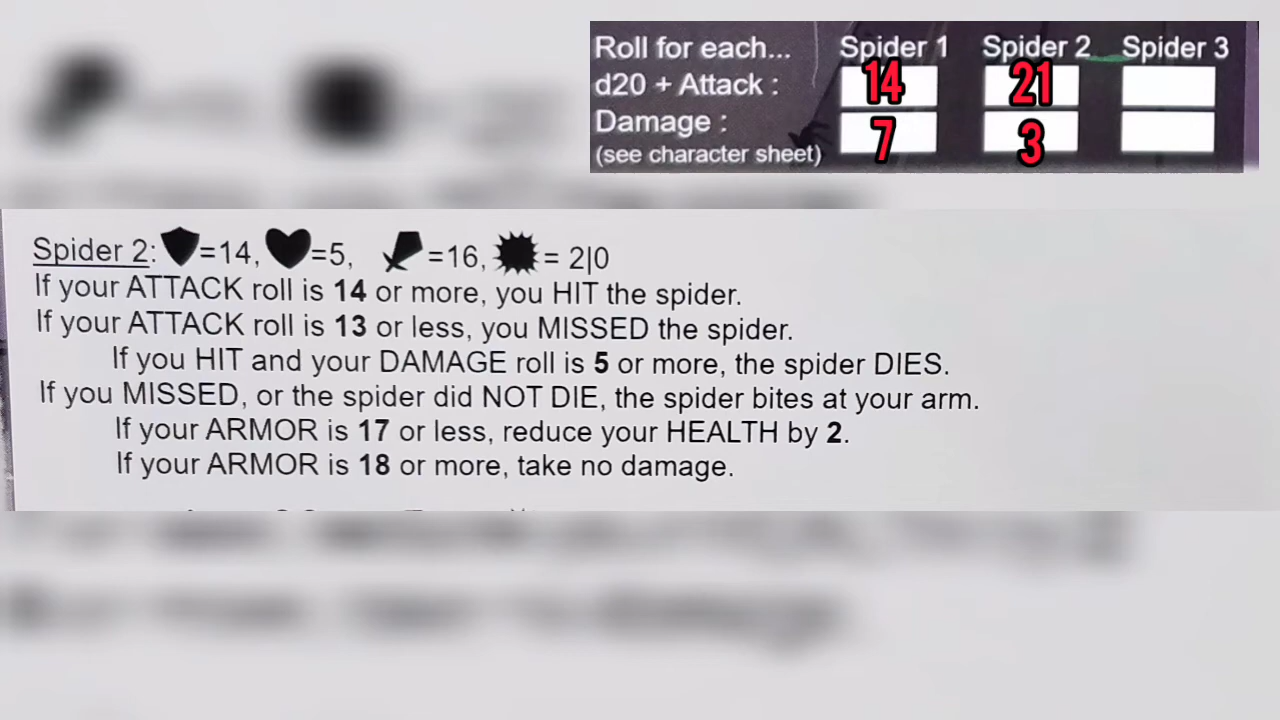 Roll for each... Spider 1 Spider 2 Spider 3
d20 + Attack : 14 21
Damage : 7 3
(see character sheet)
Spider 2: =14, =5, =16, = 2|0
If your ATTACK roll is 14 or more, you HIT the spider.
If your ATTACK roll is 13 or less, you MISSED the spider.
If you HIT and your DAMAGE roll is 5 or more, the spider DIES.
If you MISSED, or the spider did NOT DIE, the spider bites at your arm.
If your ARMOR is 17 or less, reduce your HEALTH by 2.
If your ARMOR is 18 or more, take no damage.